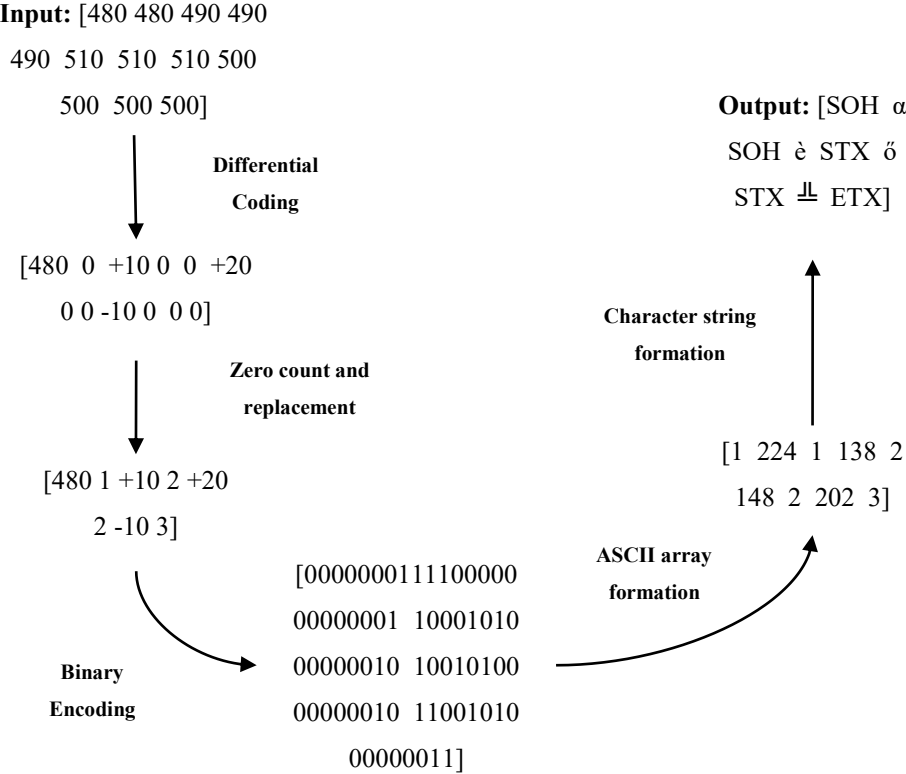 Input: [480 480 490 490
490 510 510 510 500
500 500 500]
Differential
Coding
[480 0 +10 0 0 +20
0 0 -10 0 0 0]
Zero count and
replacement
[480 1 +10 2 +20
2 -10 3]
Binary
Encoding
[0000000111100000
00000001 10001010
00000010 10010100
00000010 11001010
00000011]
ASCII array
formation
[1 224 1 138 2
148 2 202 3]
Character string
formation
Output: [SOH α
SOH è STX ő
STX ╩ ETX]